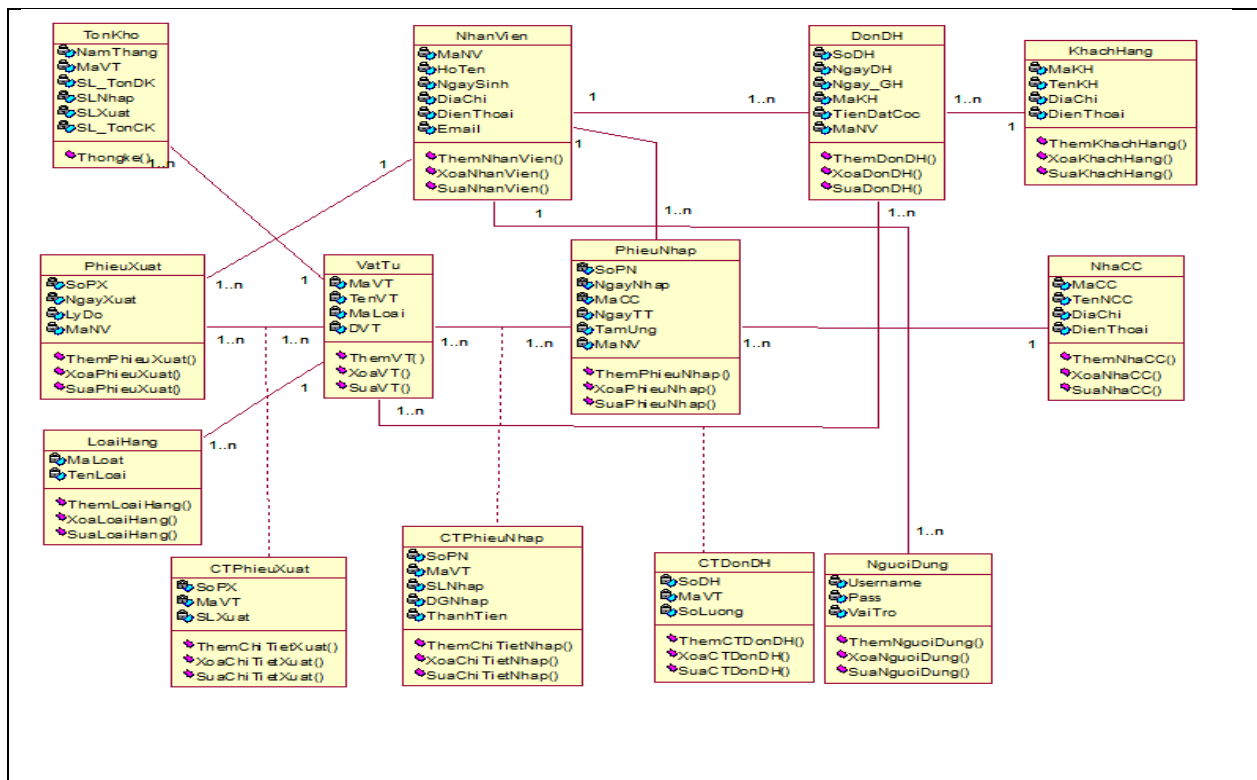 TonKho
NamThang
MaVT
SL_TonDK
SLNhap
SLXuat
SL_TonCK
Thongke()
1..n
NhanVien
MaNV
HoTen
NgaySinh
DiaChi
DienThoai
Email
ThemNhanVien()
XoaNhanVien()
SuaNhanVien()
1
1..n
1
1
1
1..n
DonDH
SoDH
NgayDH
Ngay_GH
MaKH
TienDatCoc
MaNV
ThemDonDH()
XoaDonDH()
SuaDonDH()
1..n
1
1..n
KhachHang
MaKH
TenKH
DiaChi
DienThoai
ThemKhachHang()
XoaKhachHang()
SuaKhachHang()
PhieuXuat
SoPX
NgayXuat
LyDo
MaNV
ThemPhieuXuat()
XoaPhieuXuat()
SuaPhieuXuat()
1..n
1
1..n
1..n
VatTu
MaVT
TenVT
MaLoai
DVT
ThemVT()
XoaVT()
SuaVT()
1..n
1..n
1
1..n
PhieuNhap
SoPN
NgayNhap
MaCC
NgayTT
TamUng
MaNV
ThemPhieuNhap()
XoaPhieuNhap()
SuaPhieuNhap()
1..n
1
NhaCC
MaCC
TenNCC
DiaChi
DienThoai
ThemNhaCC()
XoaNhaCC()
SuaNhaCC()
LoaiHang
MaLoat
TenLoai
ThemLoaiHang()
XoaLoaiHang()
SuaLoaiHang()
1..n
CTPhieuXuat
SoPX
MaVT
SLXuat
ThemChiTietXuat()
XoaChiTietXuat()
SuaChiTietXuat()
CTPhieuNhap
SoPN
MaVT
SLNhap
DGNhap
ThanhTien
ThemChiTietNhap()
XoaChiTietNhap()
SuaChiTietNhap()
CTDonDH
SoDH
MaVT
SoLuong
ThemCTDonDH()
XoaCTDonDH()
SuaCTDonDH()
1..n
NguoiDung
Username
Pass
VaiTro
ThemNguoiDung()
XoaNguoiDung()
SuaNguoiDung()